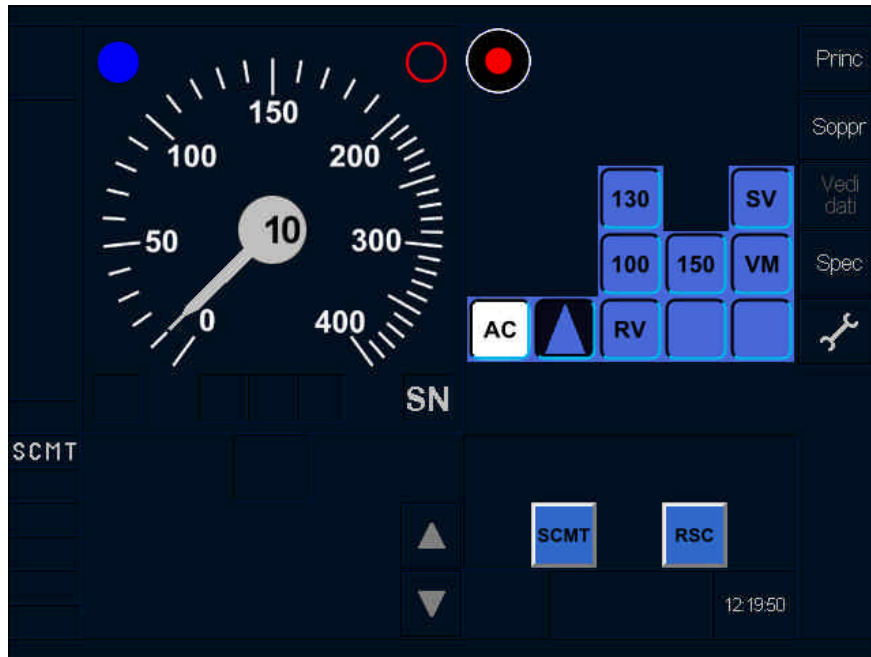 Princ
150
Soppr
100
200
130
SV
Vedi
dati
50
10
300
100
150
VM
Spec
0
400
AC
RV
SN
SCMT
SCMT
RSC
12:19:50